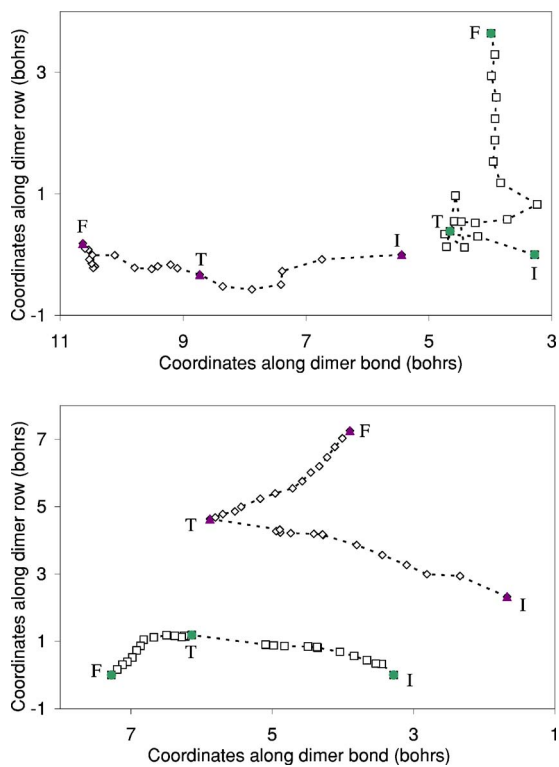 F
3
Coordinates along dimer row (bohrs)
1
F
T
T
I
I
-1
11
9
7
5
3
Coordinates along dimer bond (bohrs)
7
F
Coordinates along dimer row (bohrs)
5
T
3
I
1
F
T
I
-1
7
5
3
1
Coordinates along dimer bond (bohrs)